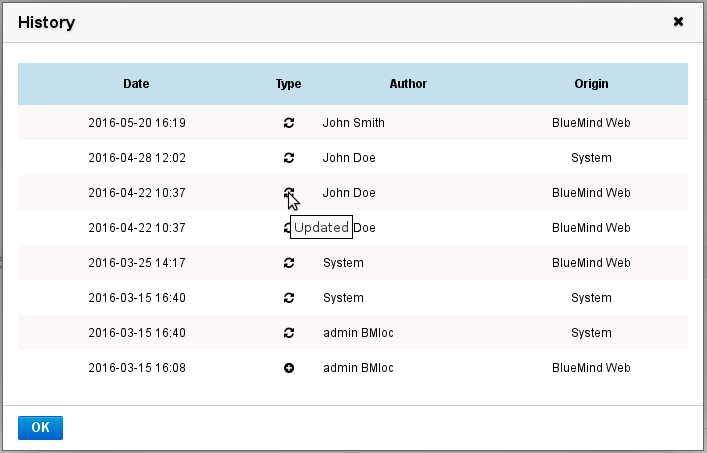 History
Date Type Author Origin
2016-05-20 16:19 John Smith BlueMind Web
2016-04-28 12:02 John Doe System
2016-04-22 10:37 John Doe BlueMind Web
2016-04-22 10:37 Doe BlueMind Web
Updated
2016-03-25 14:17 System BlueMind Web
2016-03-15 16:40 System System
2016-03-15 16:40 admin BMloc System
2016-03-15 16:08 admin BMloc BlueMind Web
OK